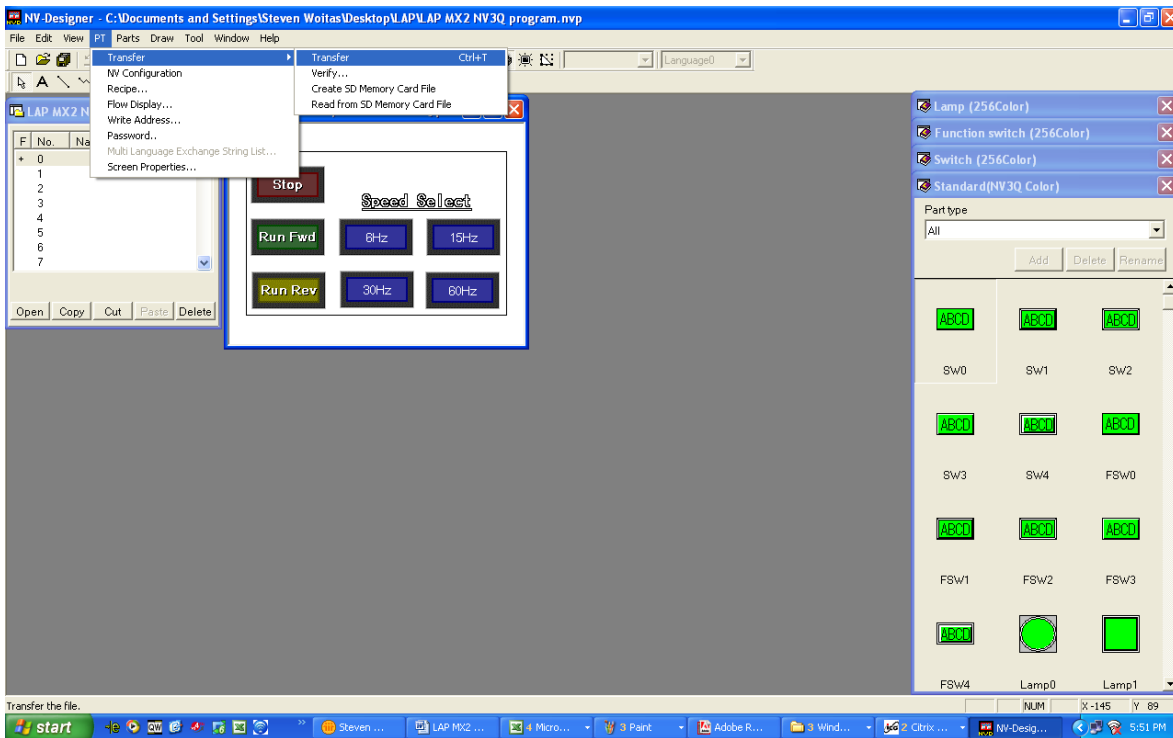 NV-Designer - C:\Documents and Settings\Steven Woitas\Desktop\LAP\LAP MX2 NV3Q program.nvp
File Edit View PT Parts Draw Tool Window Help
Language0
Transfer
NV Configuration
Recipe...
Flow Display...
Write Address...
Password..
Multi Language Exchange String List...
Screen Properties...
Transfer Ctrl+T
Verify...
Create SD Memory Card File
Read from SD Memory Card File
LAP MX2 N
F No. Na
+ 0
1
2
3
4
5
6
7
Open Copy Cut Paste Delete
Stop
Speed Select
Run Fwd 6Hz 15Hz
Run Rev 30Hz 60Hz
Lamp (256Color)
Function switch (256Color)
Switch (256Color)
Standard(NV3Q Color)
Part type
All
Add Delete Rename
ABCD ABCD ABCD
SW0 SW1 SW2
ABCD ABCD ABCD
SW3 SW4 FSW0
ABCD ABCD ABCD
FSW1 FSW2 FSW3
ABCD
FSW4 Lamp0 Lamp1
Transfer the file.
NUM X -145 Y 89
start
Steven ... LAP MX2 ... 4 Micro... 3 Paint Adobe R... 3 Wind... 2 Citrix ... NV-Desig... 5:51 PM